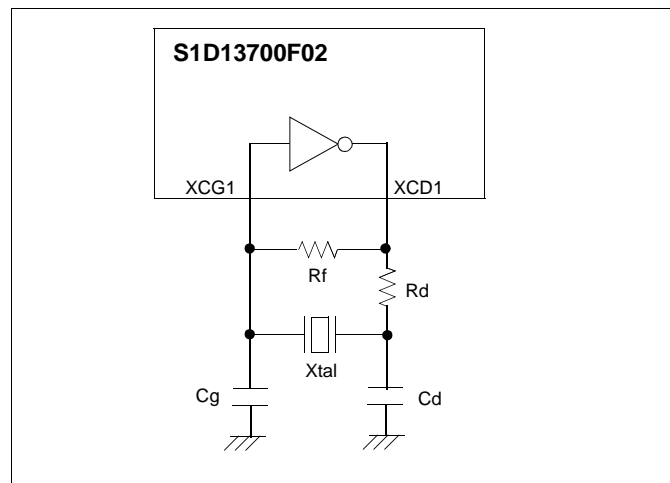 S1D13700F02
XCG1 XCD1
Rf
Rd
Xtal
Cg Cd